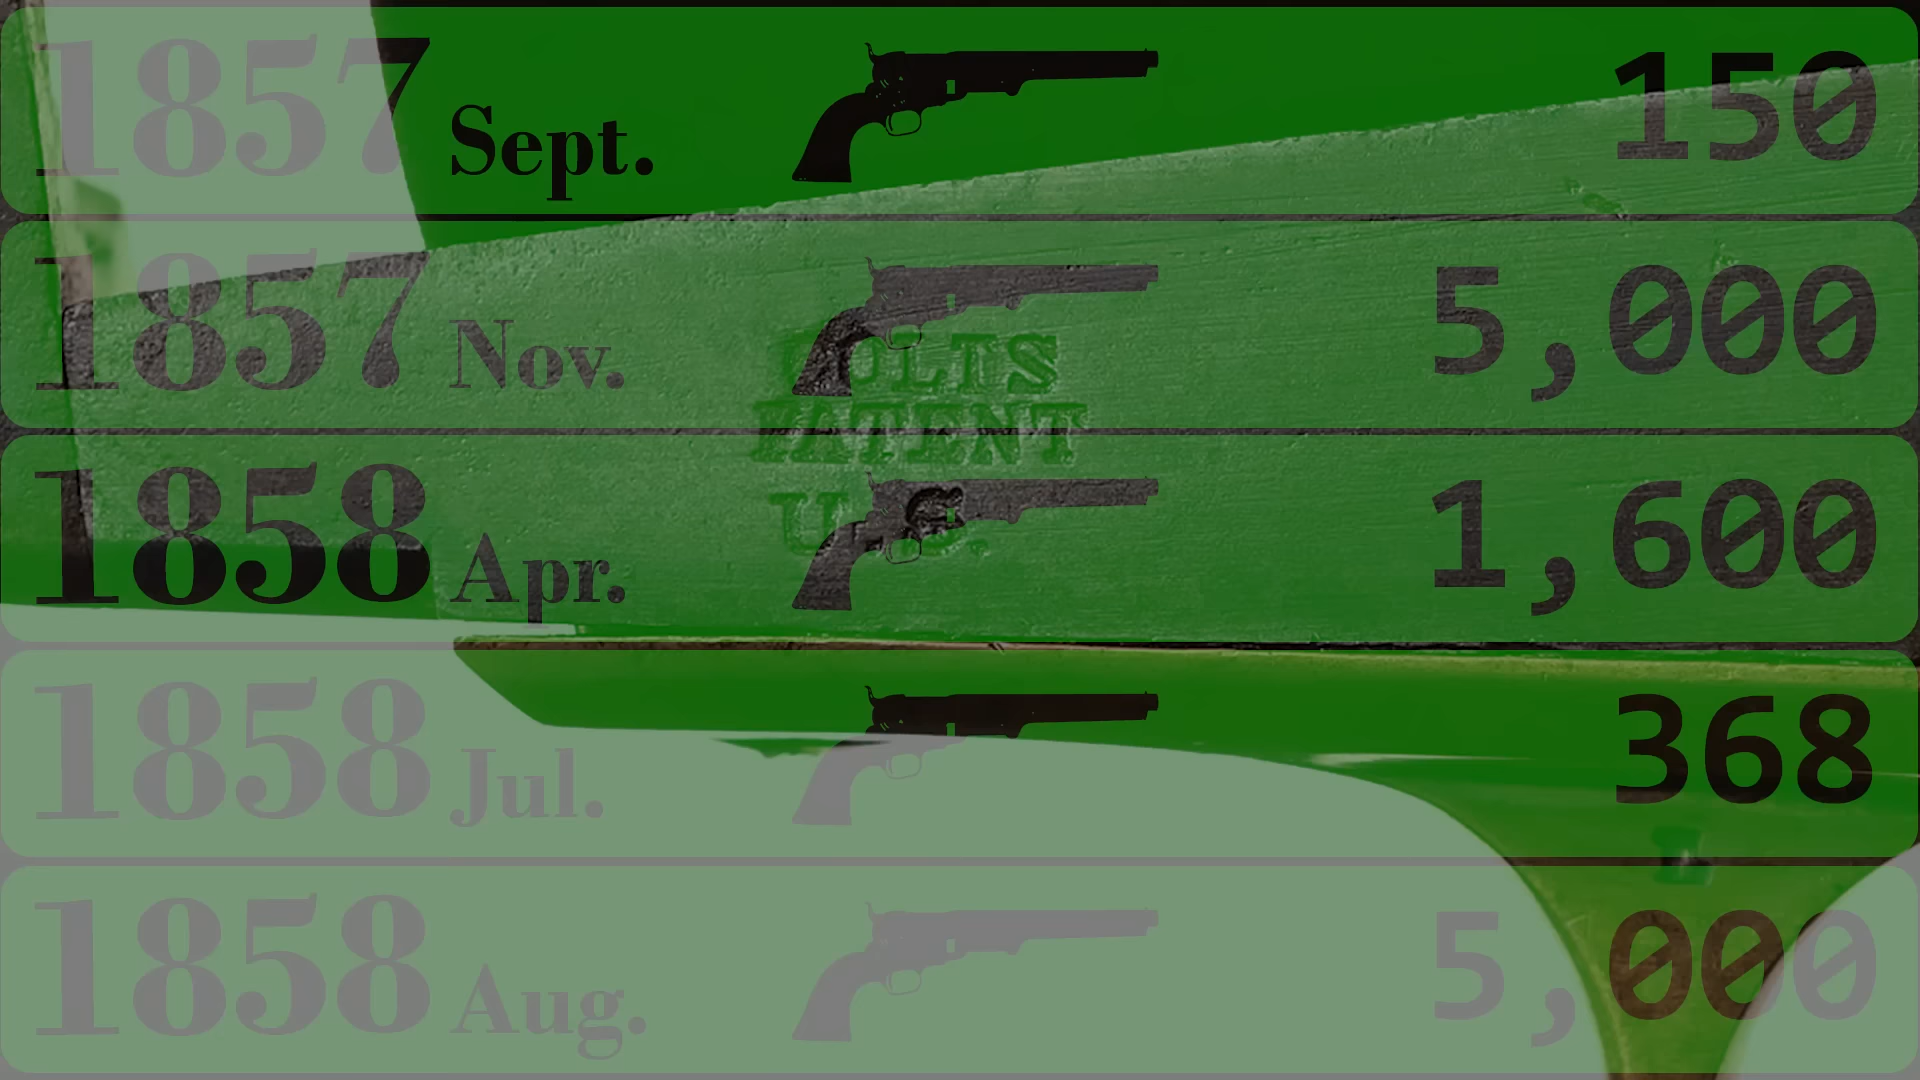 1857 Sept. 150
1857 Nov. 5,000
COLTS
PATENT
1858 Apr. 1,600
U.S.
1858 Jul. 368
1858 Aug. 5,000